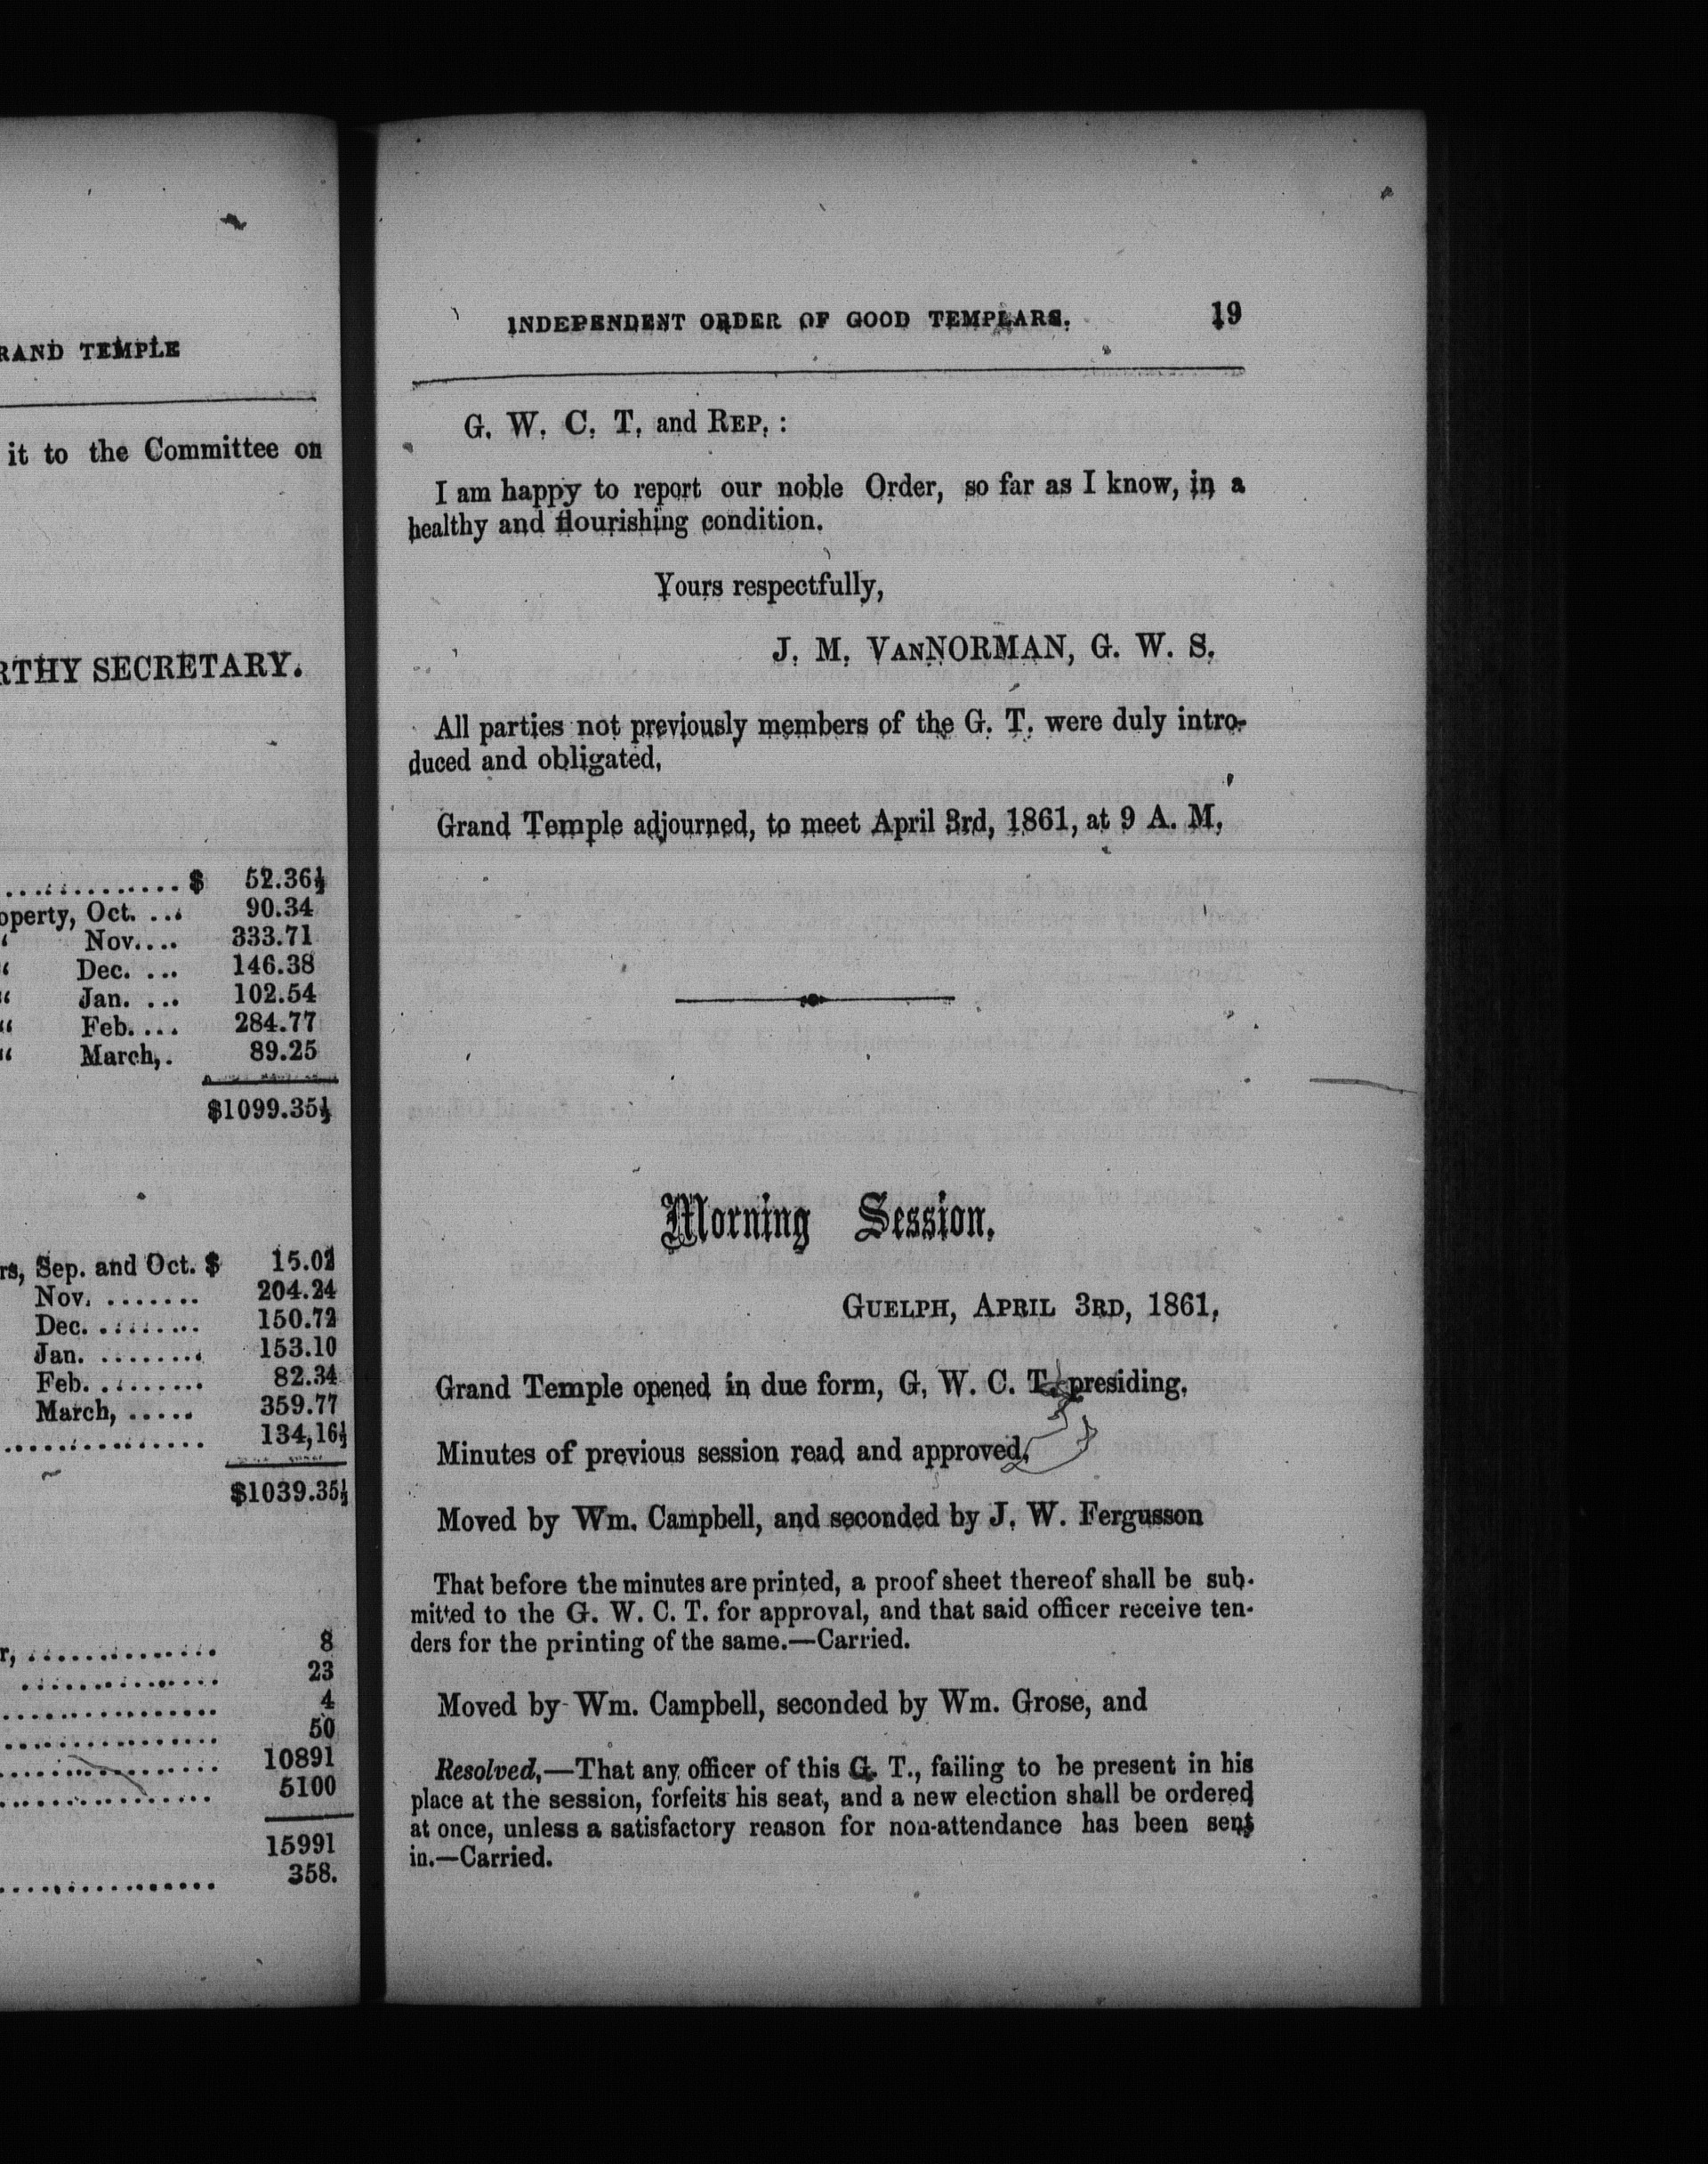 RAND TEMPLE
it to the Committee on
RTHY SECRETARY.
.............. $ 52.36½
operty, Oct. ... 90.34
“ Nov.... 333.71
“ Dec. ... 146.38
“ Jan. ... 102.54
“ Feb. ... 284.77
“ March,. 89.25
$1099.35½
rs, Sep. and Oct. $ 15.02
Nov. ....... 204.24
Dec. ........ 150.72
Jan. ........ 153.10
Feb. ......... 82.34
March, ..... 359.77
............... 134,16½
$1039.35½
r, .............. 8
.............. 23
................ 4
................ 50
................ 10891
................ 5100
15991
................ 358.
INDEPENDENT ORDER OF GOOD TEMPLARS. 19
G. W. C. T. and REP. :
I am happy to report our noble Order, so far as I know, in a
healthy and flourishing condition.
Yours respectfully,
J. M. VANNORMAN, G. W. S.
All parties not previously members of the G. T. were duly intro-
duced and obligated,
Grand Temple adjourned, to meet April 3rd, 1861, at 9 A. M.
Morning Session.
GUELPH, APRIL 3RD, 1861,
Grand Temple opened in due form, G. W. C. T. presiding.
Minutes of previous session read and approved.
Moved by Wm. Campbell, and seconded by J. W. Fergusson
That before the minutes are printed, a proof sheet thereof shall be sub-
mitted to the G. W. C. T. for approval, and that said officer receive ten-
ders for the printing of the same.—Carried.
Moved by Wm. Campbell, seconded by Wm. Grose, and
Resolved,—That any officer of this G. T., failing to be present in his
place at the session, forfeits his seat, and a new election shall be ordered
at once, unless a satisfactory reason for non-attendance has been sent
in.—Carried.